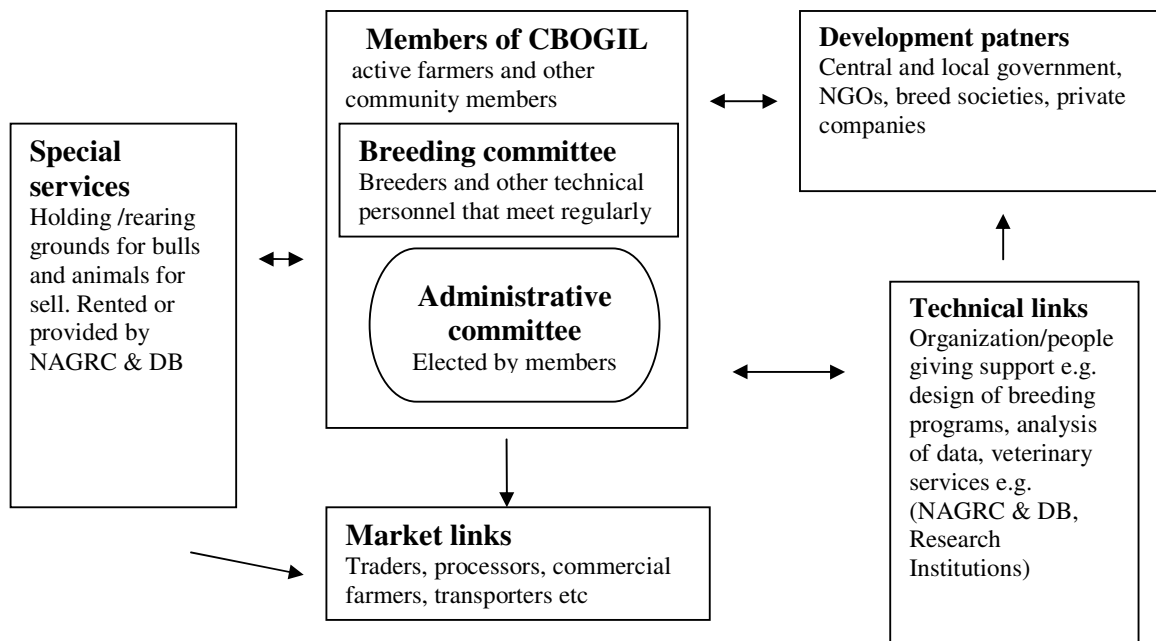 Special
services
Holding /rearing
grounds for bulls
and animals for
sell. Rented or
provided by
NAGRC & DB
Members of CBOGIL
active farmers and other
community members
Breeding committee
Breeders and other technical
personnel that meet regularly
Administrative
committee
Elected by members
Market links
Traders, processors, commercial
farmers, transporters etc
Development patners
Central and local government,
NGOs, breed societies, private
companies
Technical links
Organization/people
giving support e.g.
design of breeding
programs, analysis
of data, veterinary
services e.g.
(NAGRC & DB,
Research
Institutions)